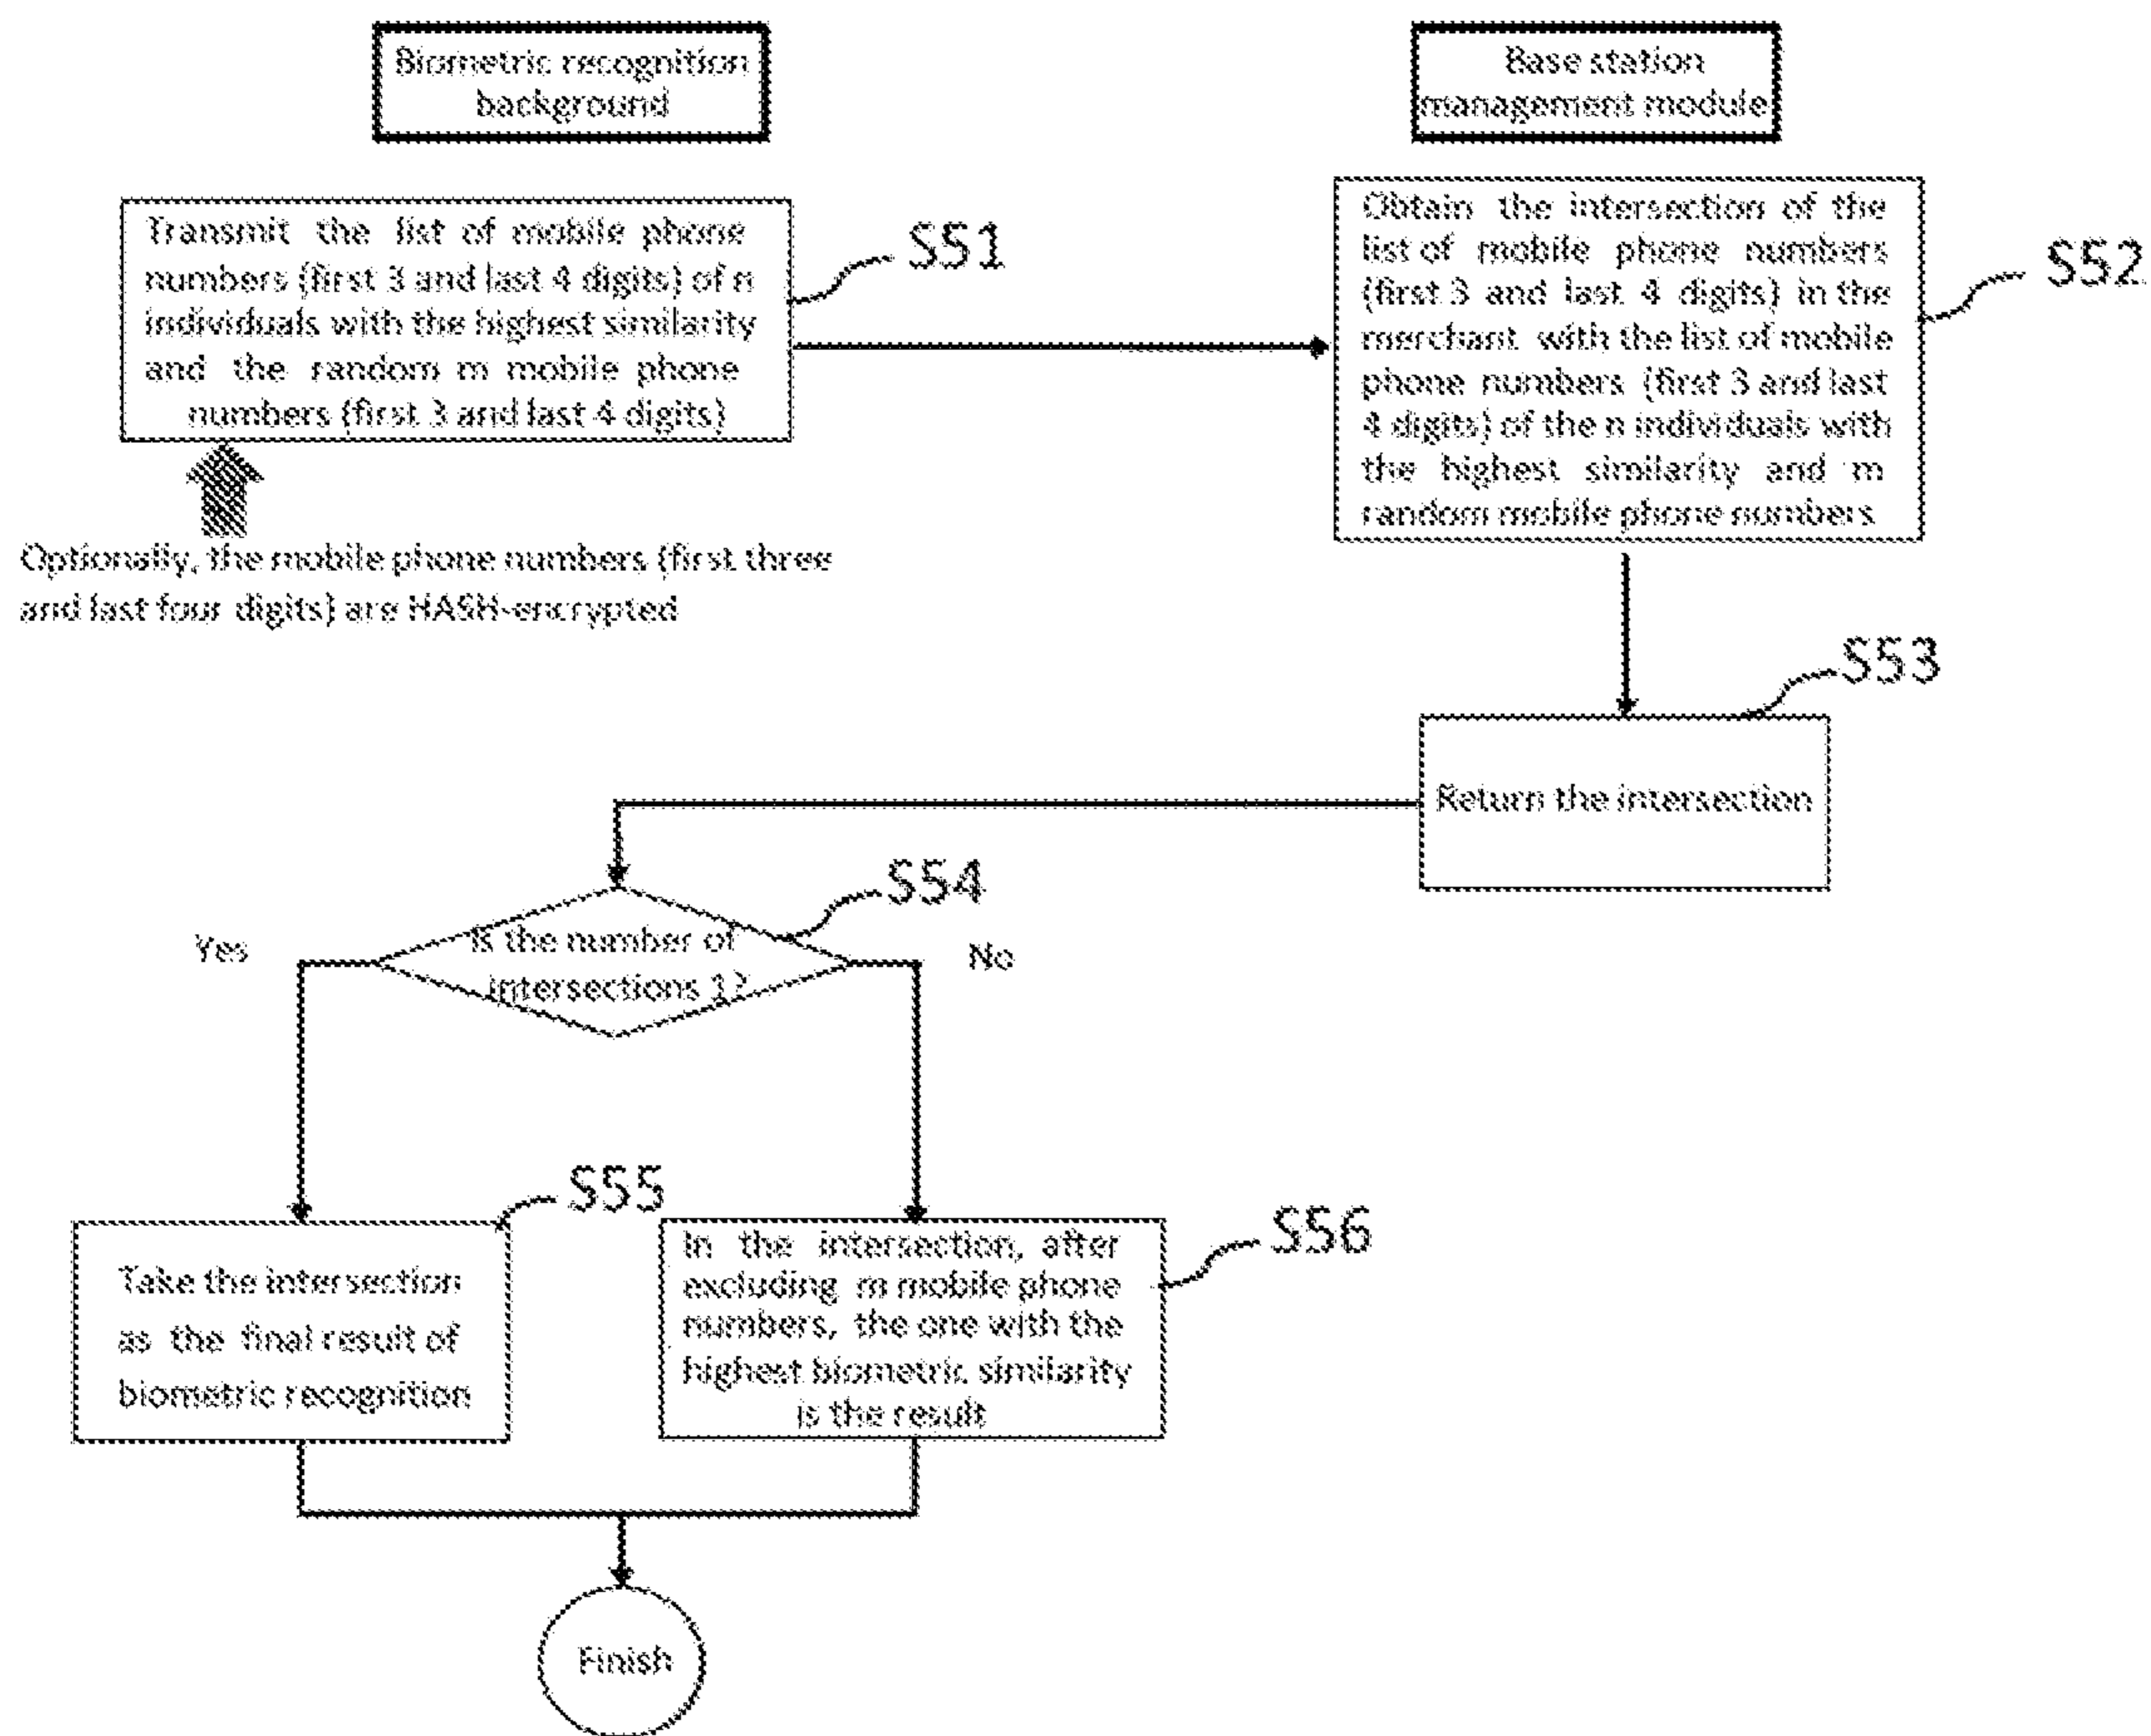 Biometric recognition
background
Base station
management module
Transmit the list of mobile phone
numbers (first 3 and last 4 digits) of n
individuals with the highest similarity
and the random m mobile phone
numbers (first 3 and last 4 digits)
S51
Obtain the intersection of the
list of mobile phone numbers
(first 3 and last 4 digits) in the
merchant with the list of mobile
phone numbers (first 3 and last
4 digits) of the n individuals with
the highest similarity and m
random mobile phone numbers
S52
Optionally, the mobile phone numbers (first three
and last four digits) are HASH-encrypted
S53
Return the intersection
S54
Is the number of
intersections 1?
Yes
No
S55
Take the intersection
as the final result of
biometric recognition
S56
In the intersection, after
excluding m mobile phone
numbers, the one with the
highest biometric similarity
is the result
Finish